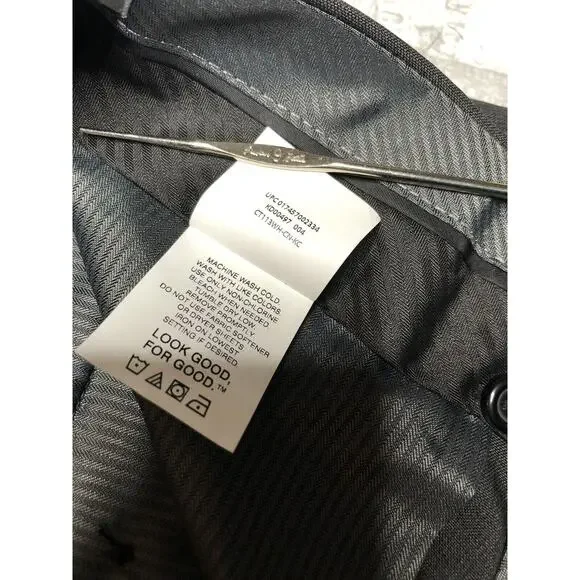 UPC 017457002334
KD00497 004
CT113WH-CN-KC
MACHINE WASH COLD
WASH WITH LIKE COLORS.
USE ONLY NON-CHLORINE
BLEACH WHEN NEEDED.
TUMBLE DRY LOW.
REMOVE PROMPTLY.
DO NOT USE FABRIC SOFTENER
OR DRYER SHEETS
IRON ON LOWEST
SETTING IF DESIRED.
LOOK GOOD,
FOR GOOD.™